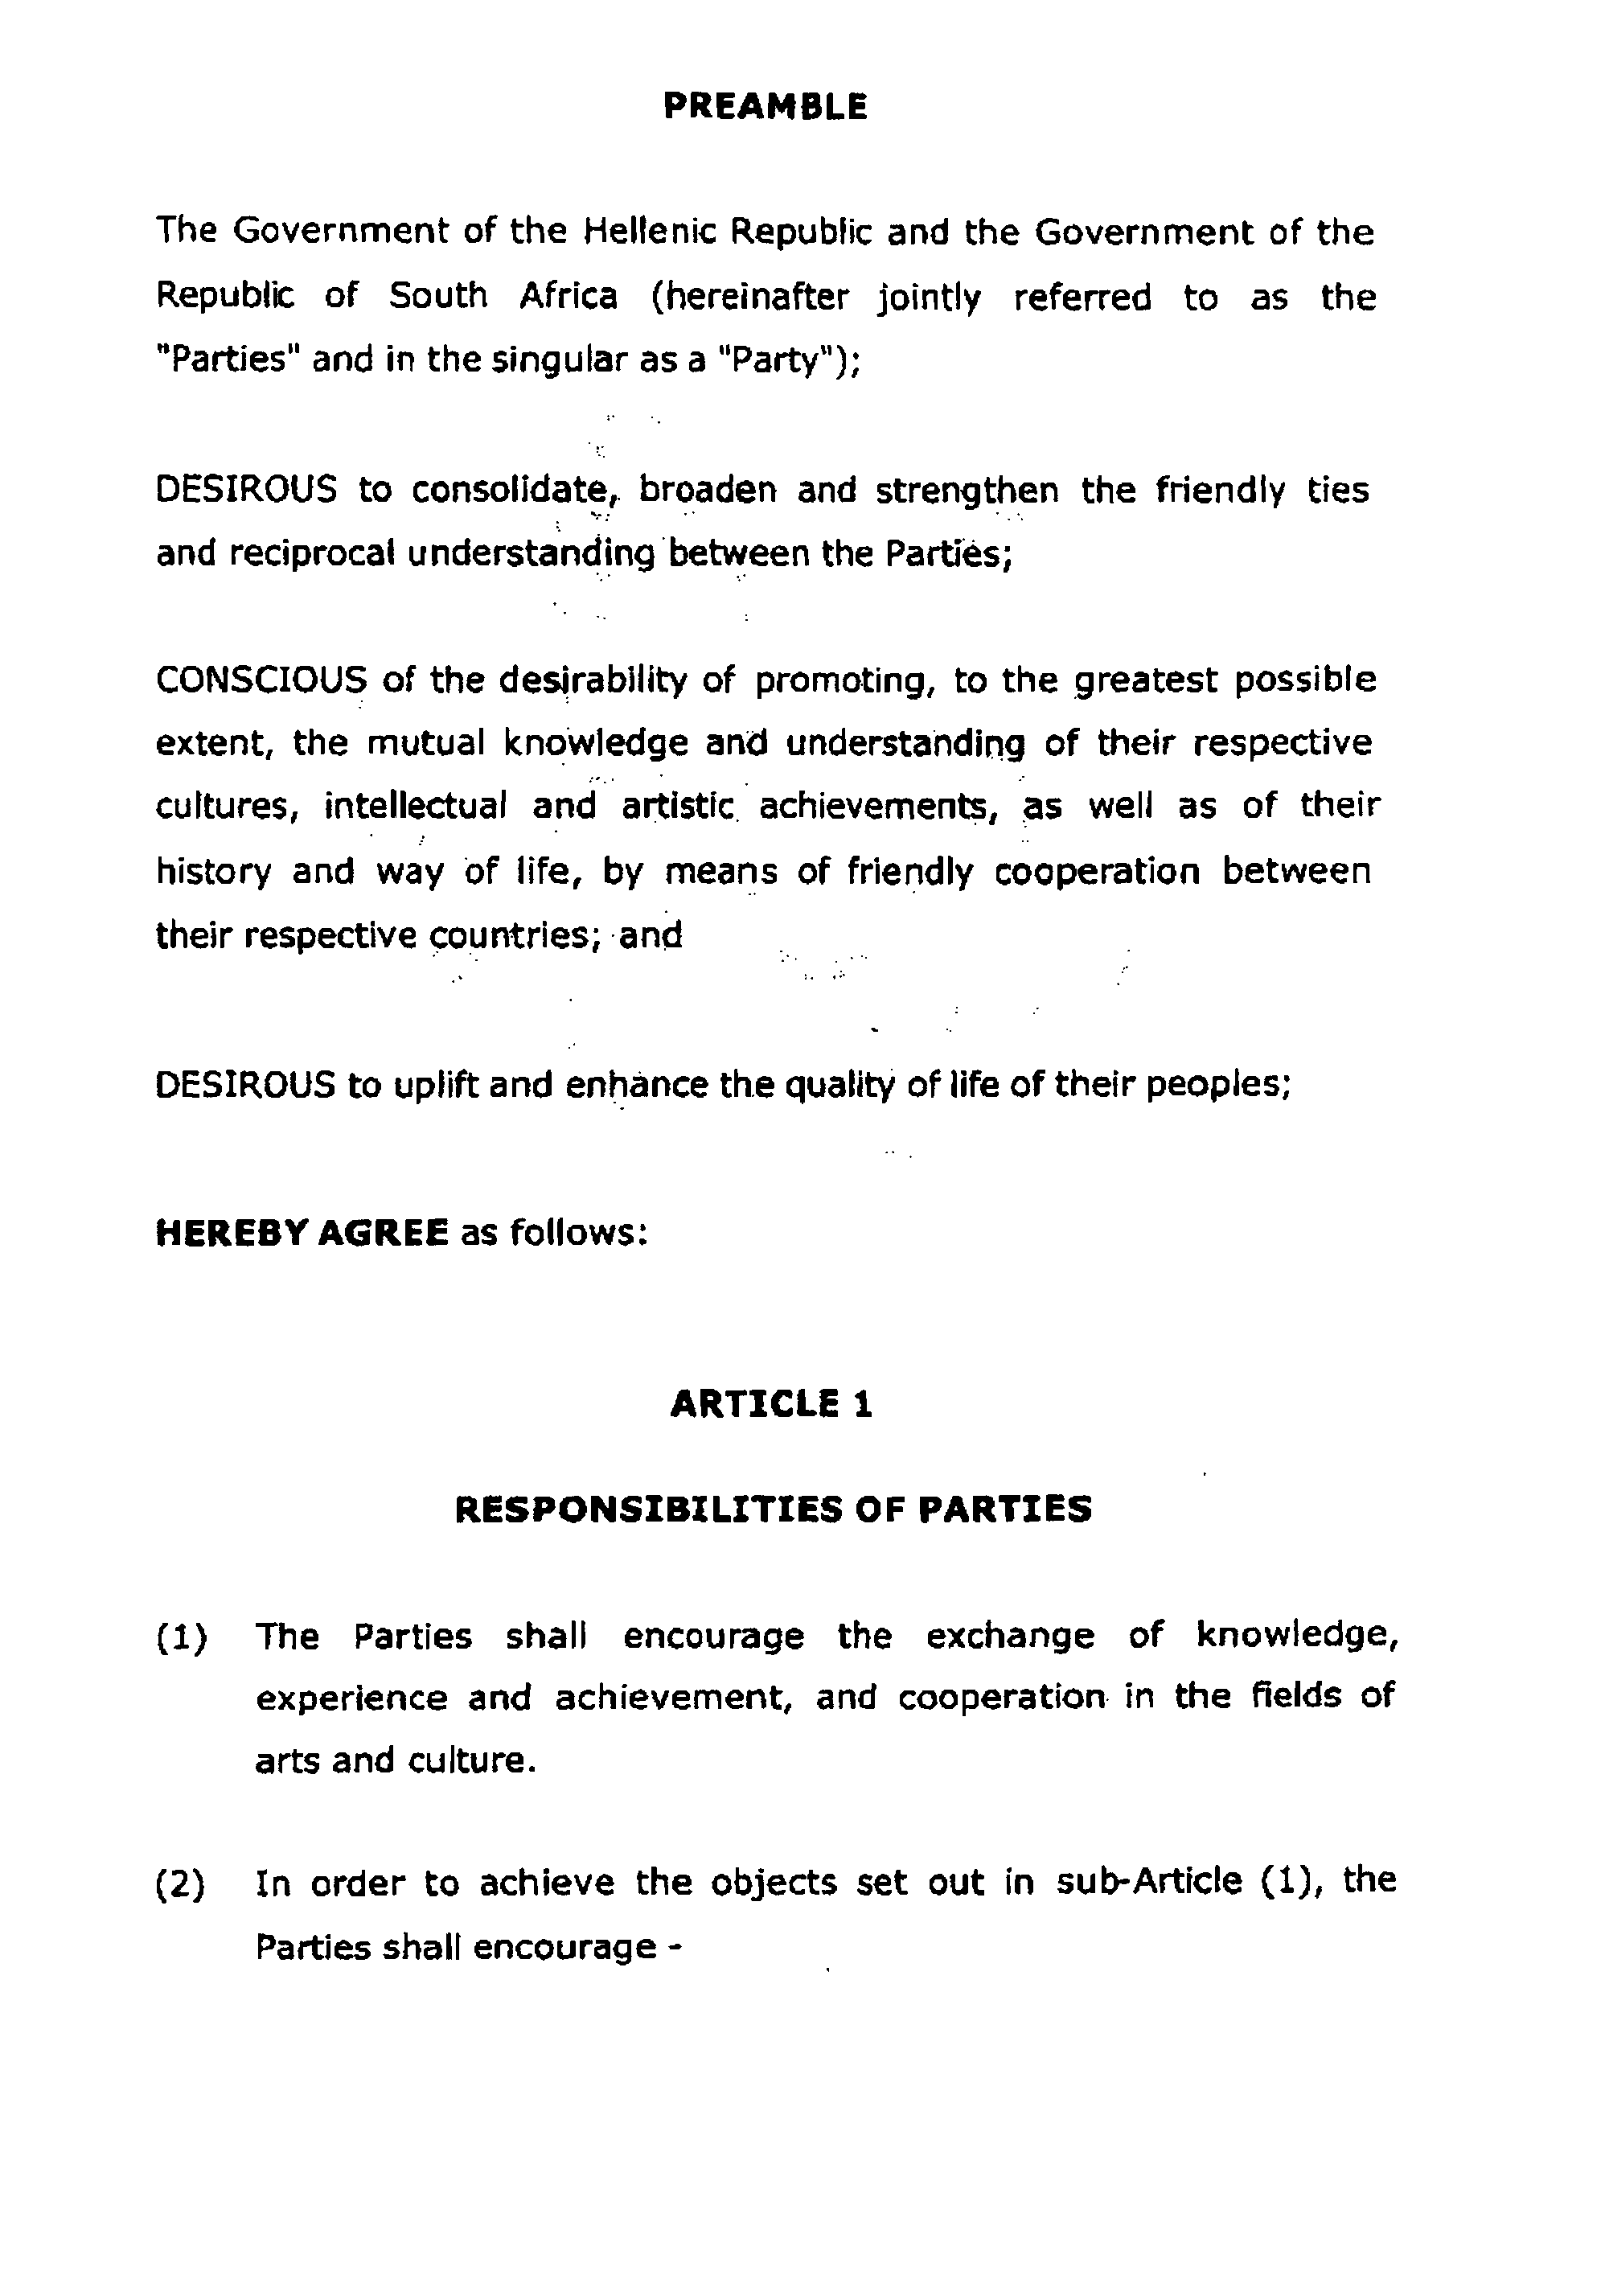 PREAMBLE
The Government of the Hellenic Republic and the Government of the
Republic of South Africa (hereinafter jointly referred to as the
"Parties" and in the singular as a "Party");
DESIROUS to consolidate, broaden and strengthen the friendly ties
and reciprocal understanding between the Parties;
CONSCIOUS of the desirability of promoting, to the greatest possible
extent, the mutual knowledge and understanding of their respective
cultures, intellectual and artistic achievements, as well as of their
history and way of life, by means of friendly cooperation between
their respective countries; and
DESIROUS to uplift and enhance the quality of life of their peoples;
HEREBY AGREE as follows:
ARTICLE 1
RESPONSIBILITIES OF PARTIES
(1) The Parties shall encourage the exchange of knowledge,
experience and achievement, and cooperation in the fields of
arts and culture.
(2) In order to achieve the objects set out in sub-Article (1), the
Parties shall encourage -